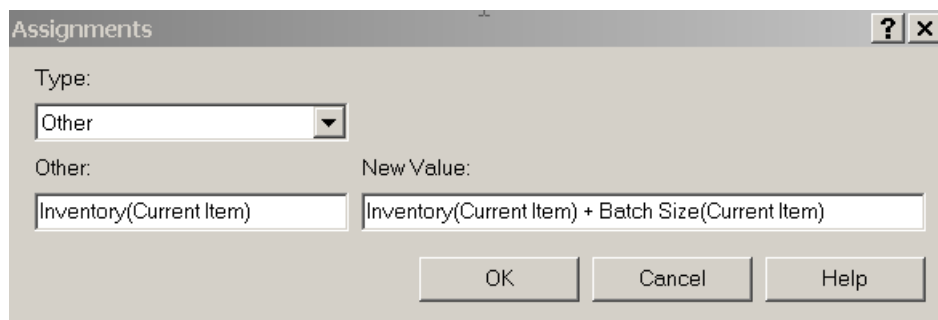 Assignments
Type:
Other
Other: New Value:
Inventory(Current Item) Inventory(Current Item) + Batch Size(Current Item)
OK Cancel Help